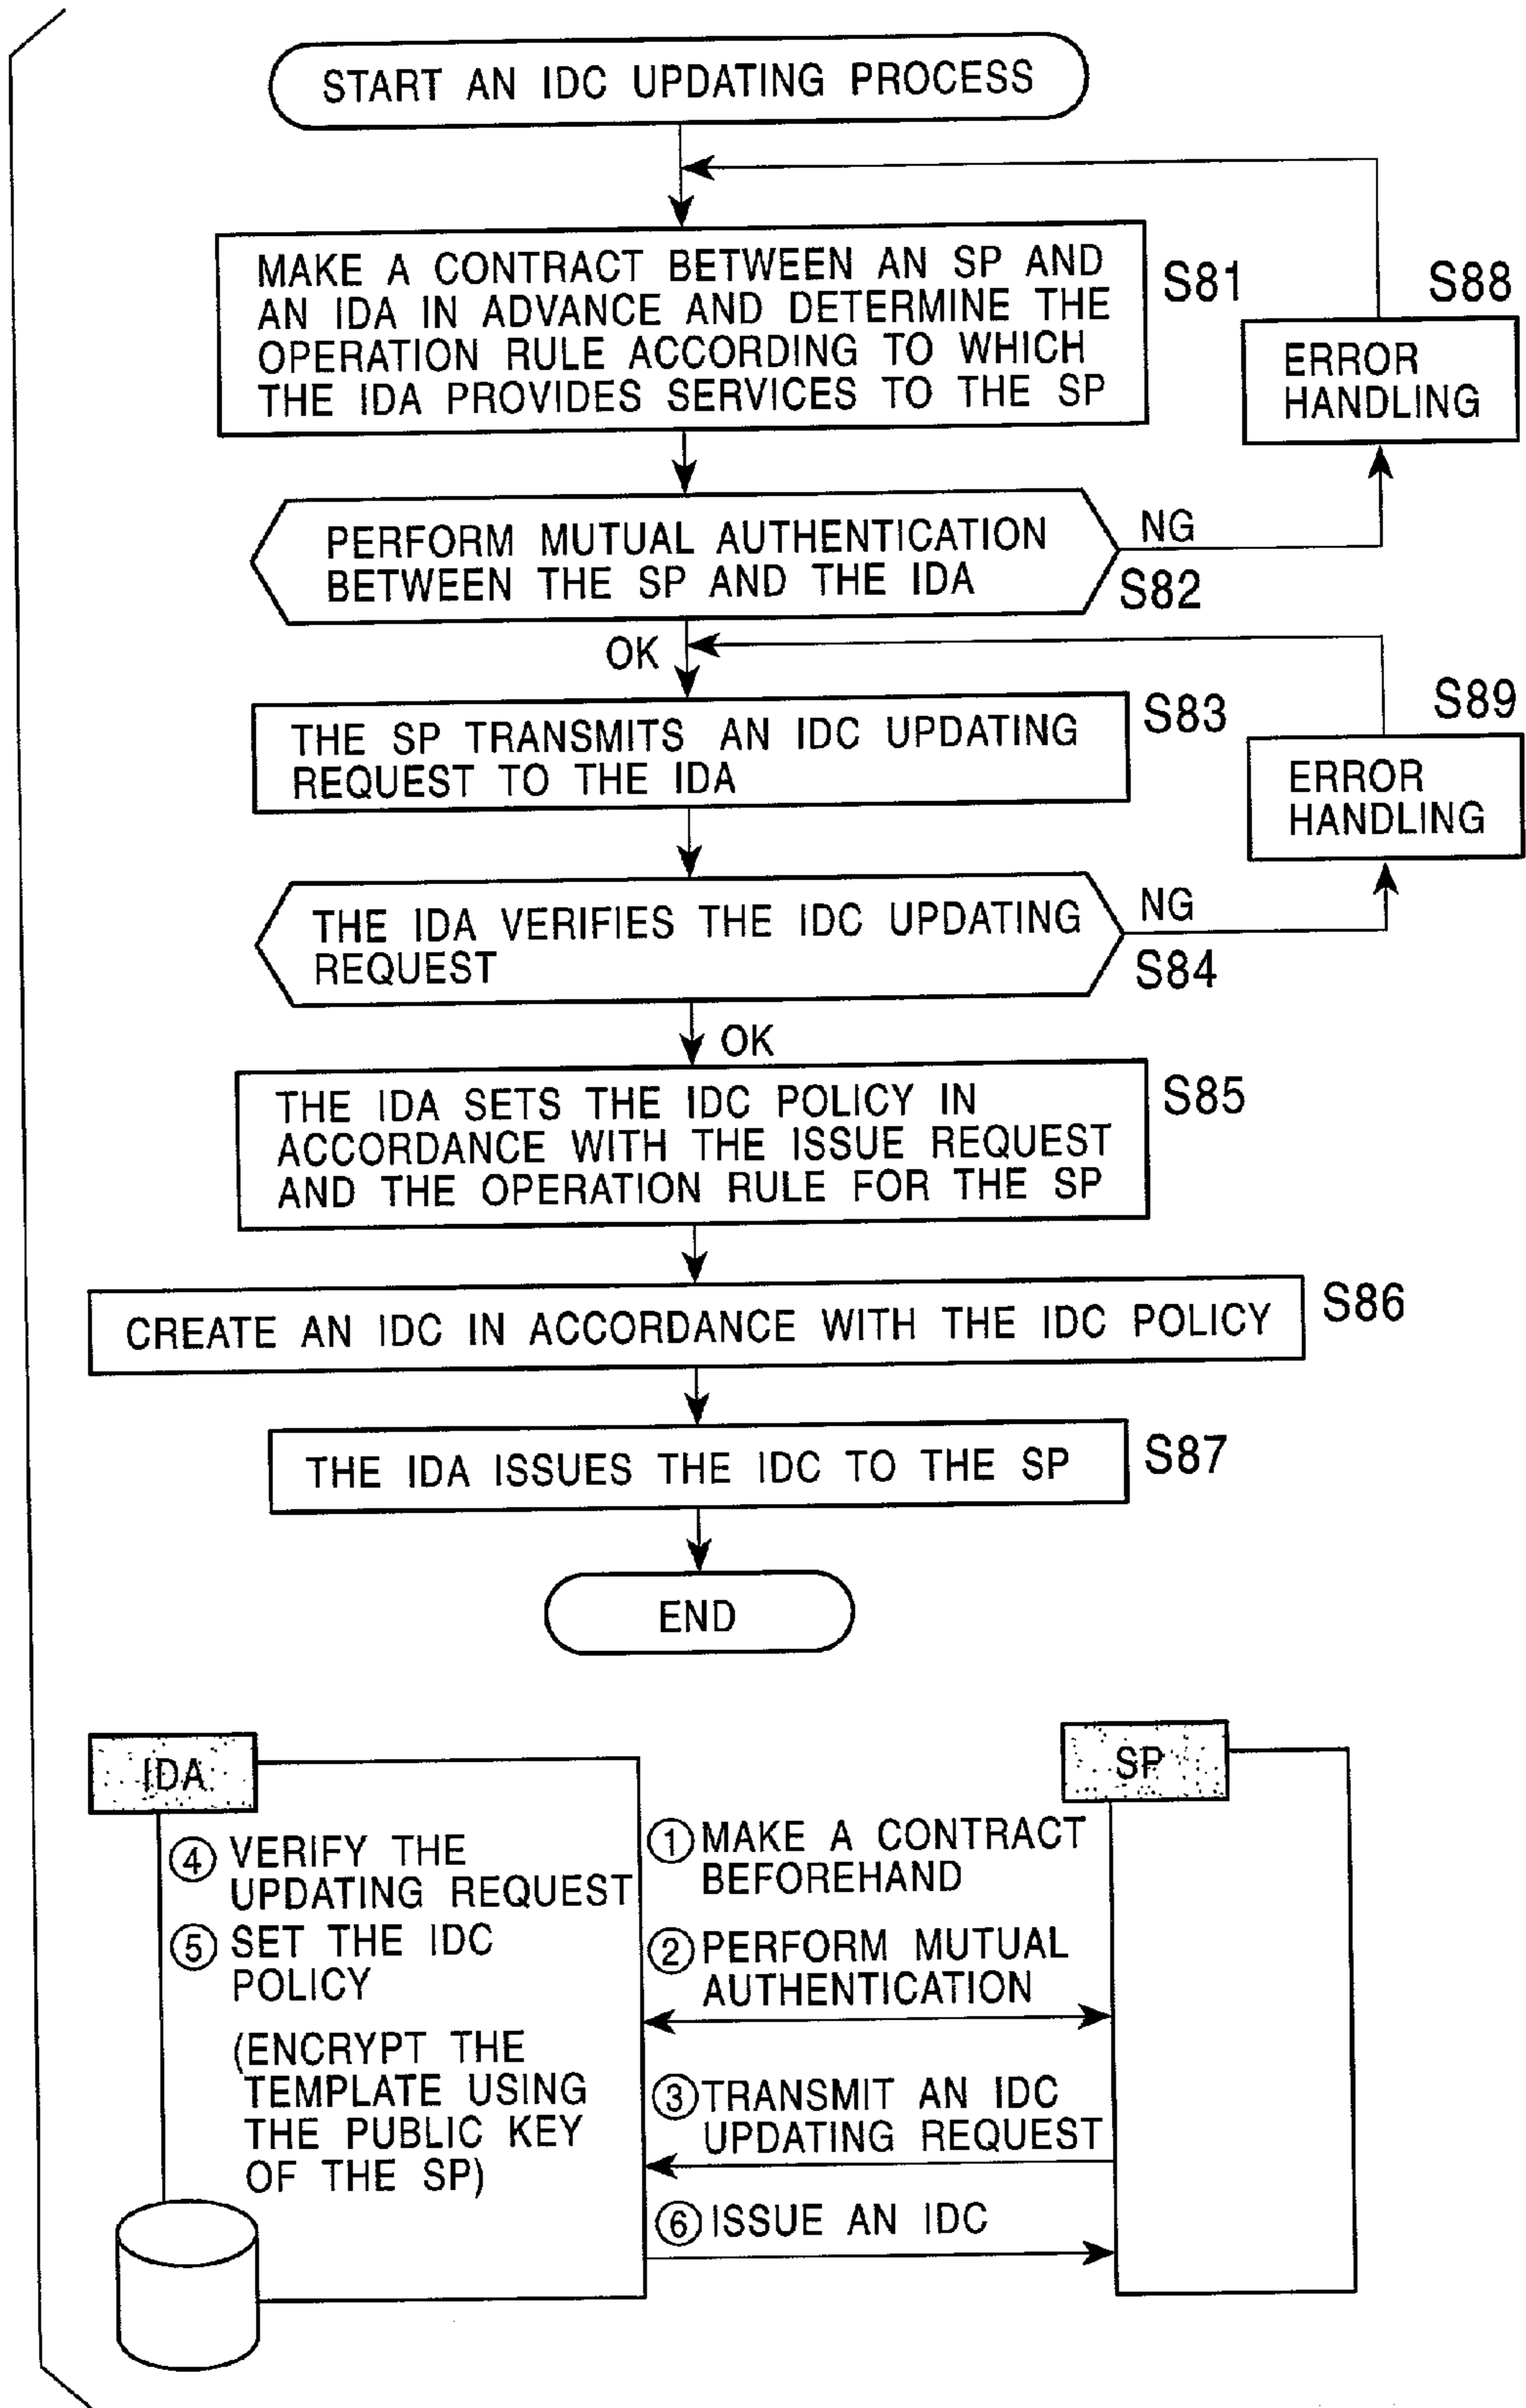 START AN IDC UPDATING PROCESS
MAKE A CONTRACT BETWEEN AN SP AND
AN IDA IN ADVANCE AND DETERMINE THE
OPERATION RULE ACCORDING TO WHICH
THE IDA PROVIDES SERVICES TO THE SP
S81
S88
ERROR
HANDLING
PERFORM MUTUAL AUTHENTICATION
BETWEEN THE SP AND THE IDA
NG
S82
OK
THE SP TRANSMITS AN IDC UPDATING
REQUEST TO THE IDA
S83
S89
ERROR
HANDLING
THE IDA VERIFIES THE IDC UPDATING
REQUEST
NG
S84
OK
THE IDA SETS THE IDC POLICY IN
ACCORDANCE WITH THE ISSUE REQUEST
AND THE OPERATION RULE FOR THE SP
S85
CREATE AN IDC IN ACCORDANCE WITH THE IDC POLICY
S86
THE IDA ISSUES THE IDC TO THE SP
S87
END
IDA
SP
④ VERIFY THE
UPDATING REQUEST
⑤ SET THE IDC
POLICY
(ENCRYPT THE
TEMPLATE USING
THE PUBLIC KEY
OF THE SP)
① MAKE A CONTRACT
BEFOREHAND
② PERFORM MUTUAL
AUTHENTICATION
③ TRANSMIT AN IDC
UPDATING REQUEST
⑥ ISSUE AN IDC